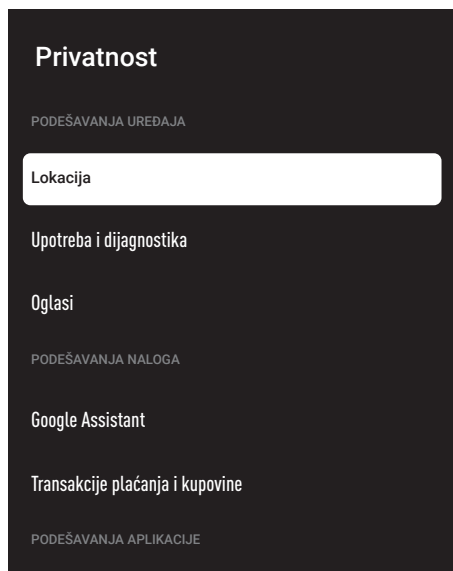 Privatnost
PODEŠAVANJA UREĐAJA
Lokacija
Upotreba i dijagnostika
Oglasi
PODEŠAVANJA NALOGA
Google Assistant
Transakcije plaćanja i kupovine
PODEŠAVANJA APLIKACIJE